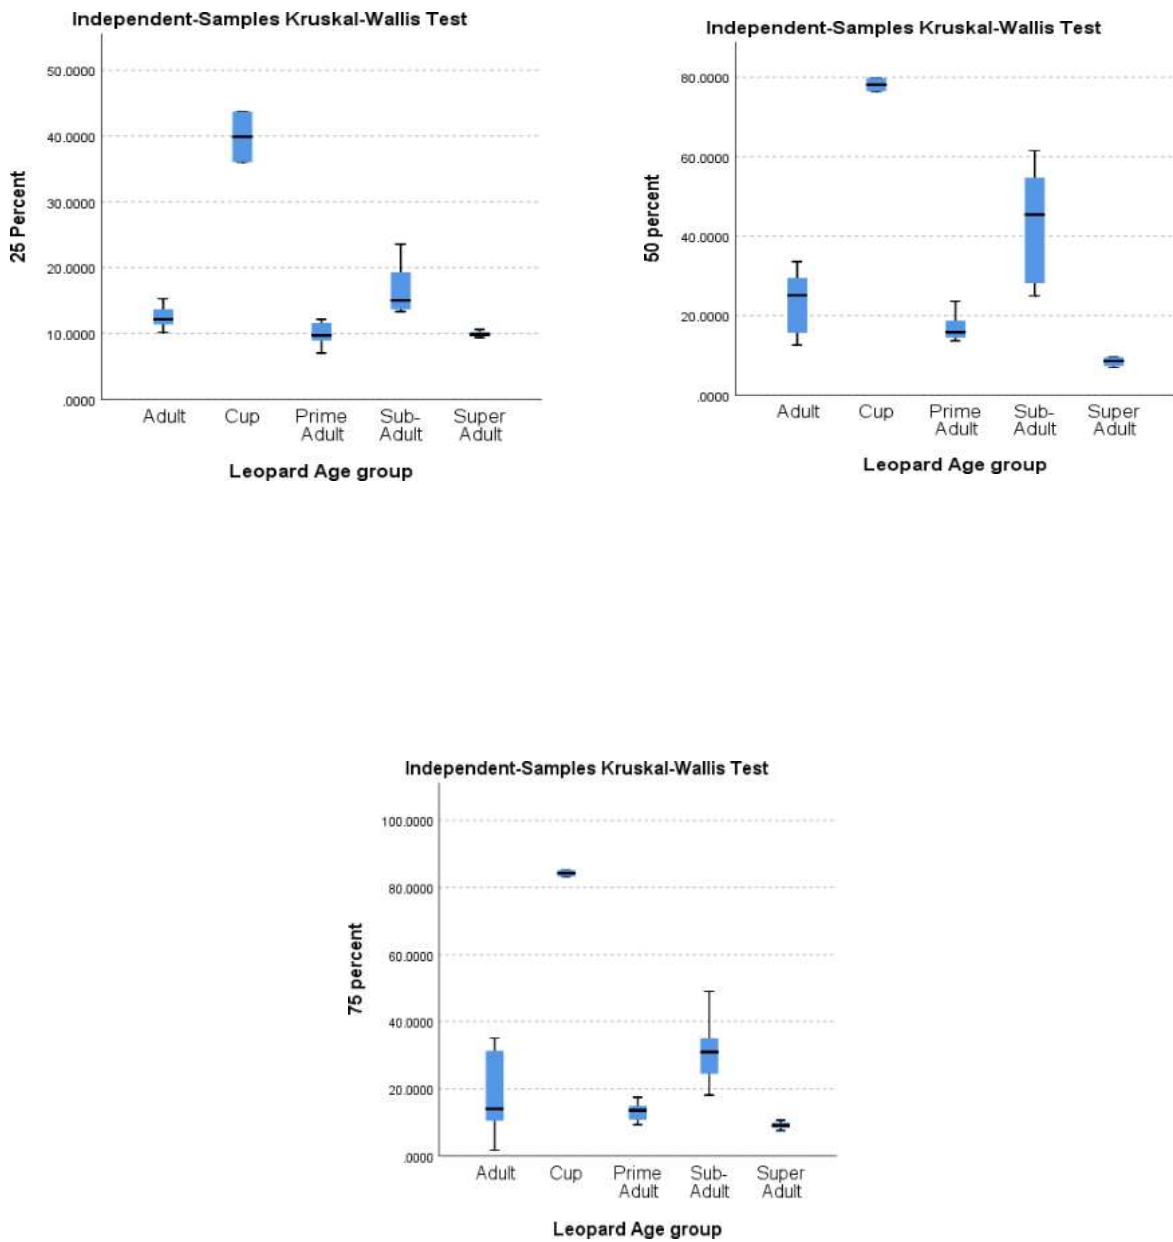 Independent-Samples Kruskal-Wallis Test
50.0000
40.0000
30.0000
20.0000
10.0000
.0000
25 Percent
Adult Cup Prime Adult Sub-Adult Super Adult
Leopard Age group
Independent-Samples Kruskal-Wallis Test
80.0000
60.0000
40.0000
20.0000
.0000
50 percent
Adult Cup Prime Adult Sub-Adult Super Adult
Leopard Age group
Independent-Samples Kruskal-Wallis Test
100.0000
80.0000
60.0000
40.0000
20.0000
.0000
75 percent
Adult Cup Prime Adult Sub-Adult Super Adult
Leopard Age group